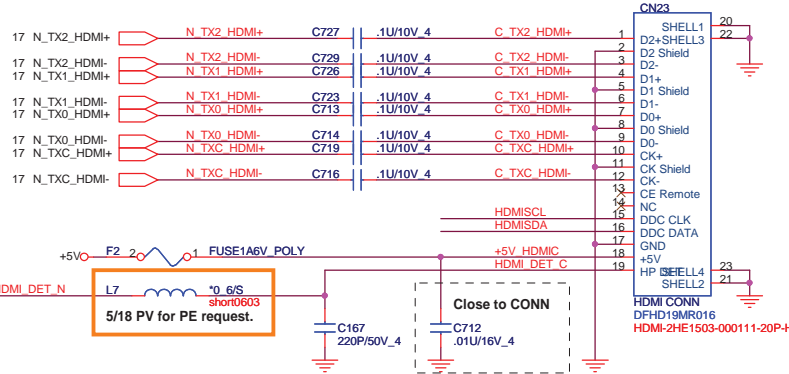 CN23
17 N_TX2_HDMI+ N_TX2_HDMI+ C727 .1U/10V_4 C_TX2_HDMI+ 1 D2+ SHELL1 20
SHELL3 22
2 D2 Shield
17 N_TX2_HDMI- N_TX2_HDMI- C729 .1U/10V_4 C_TX2_HDMI- 3 D2-
17 N_TX1_HDMI+ N_TX1_HDMI+ C726 .1U/10V_4 C_TX1_HDMI+ 4 D1+
5 D1 Shield
17 N_TX1_HDMI- N_TX1_HDMI- C723 .1U/10V_4 C_TX1_HDMI- 6 D1-
17 N_TX0_HDMI+ N_TX0_HDMI+ C713 .1U/10V_4 C_TX0_HDMI+ 7 D0+
8 D0 Shield
17 N_TX0_HDMI- N_TX0_HDMI- C714 .1U/10V_4 C_TX0_HDMI- 9 D0-
17 N_TXC_HDMI+ N_TXC_HDMI+ C719 .1U/10V_4 C_TXC_HDMI+ 10 CK+
11 CK Shield
17 N_TXC_HDMI- N_TXC_HDMI- C716 .1U/10V_4 C_TXC_HDMI- 12 CK-
13 CE Remote
14 NC
HDMISCL 15 DDC CLK
HDMISDA 16 DDC DATA
17 GND
+5V F2 2 1 FUSE1A6V_POLY +5V_HDMIC 18 +5V
HDMI_DET_C 19 HP DET SHELL4 23
SHELL2 21
HDMI_DET_N L7 *0_6/S
short0603
5/18 PV for PE request.
Close to CONN
HDMI CONN
DFHD19MR016
HDMI-2HE1503-000111-20P-H
C167
220P/50V_4
C712
.01U/16V_4